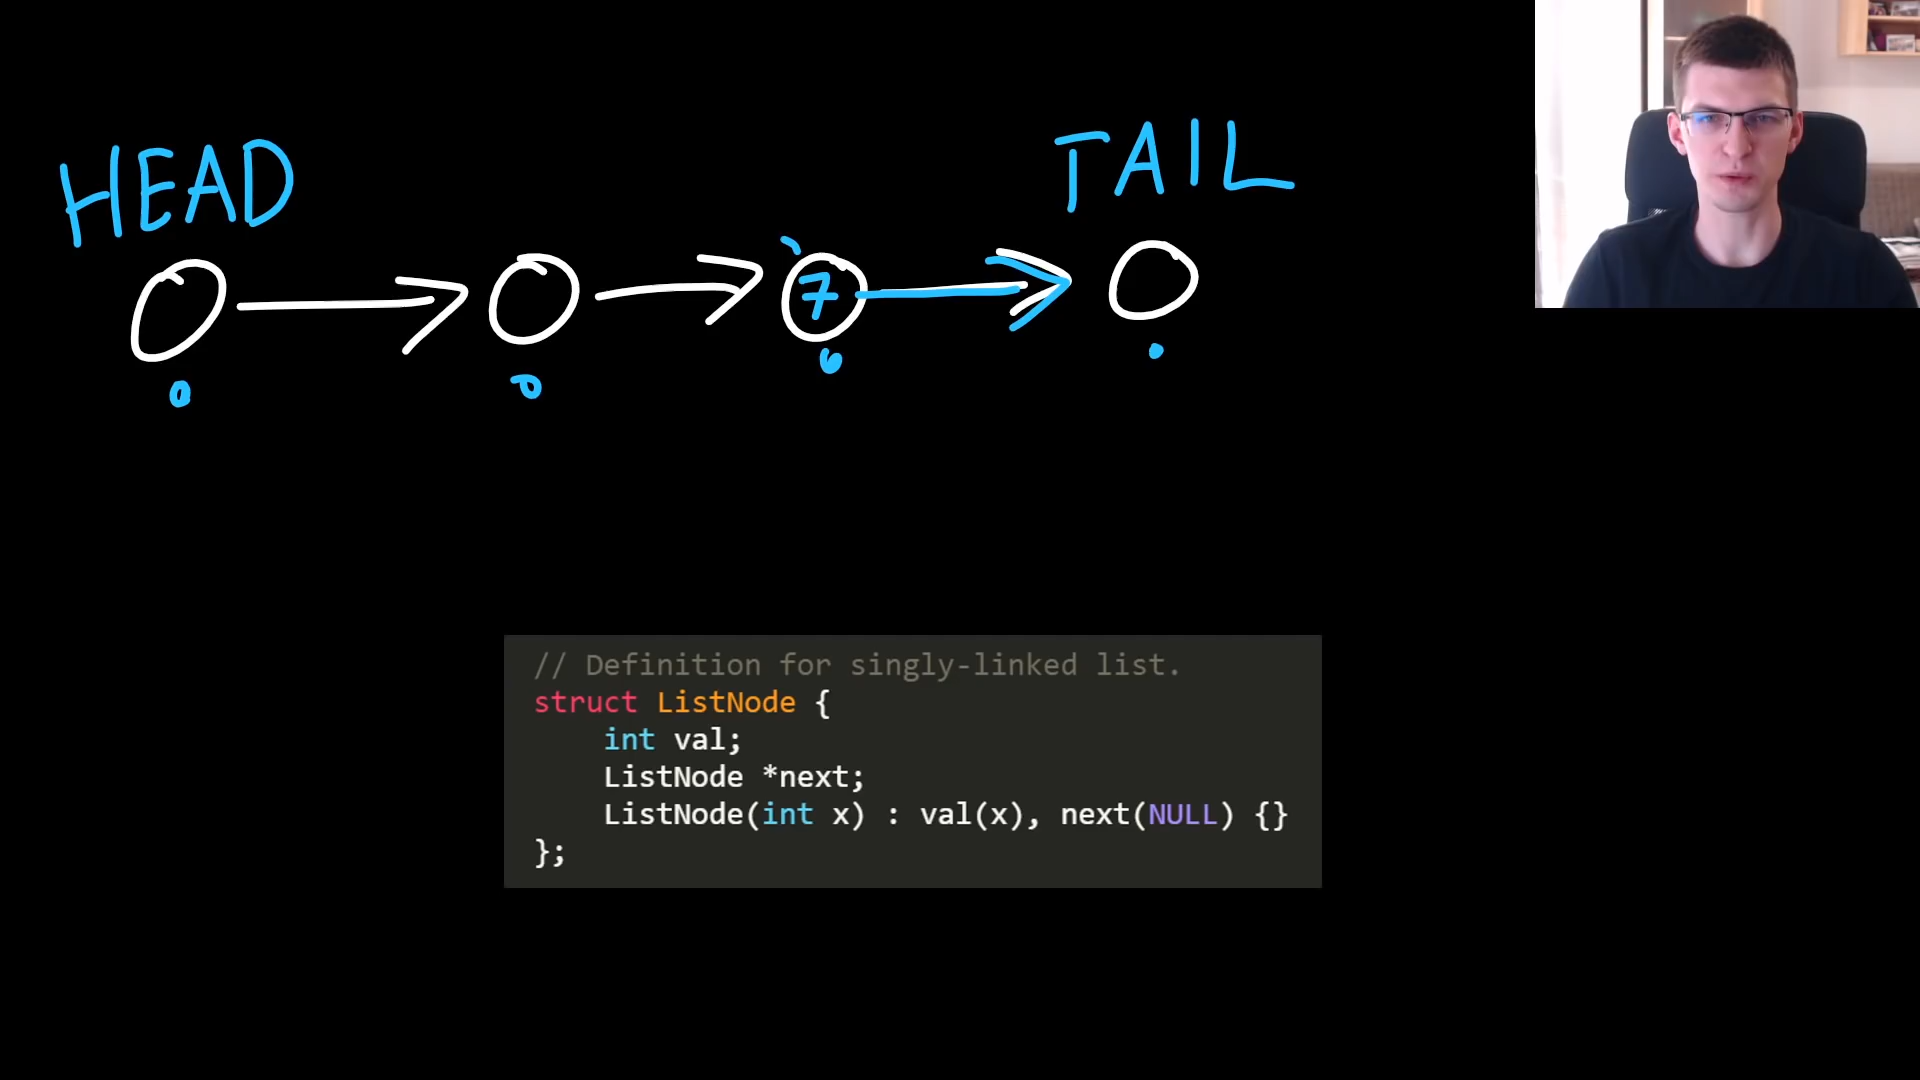 HEAD
TAIL
7
// Definition for singly-linked list.
struct ListNode {
    int val;
    ListNode *next;
    ListNode(int x) : val(x), next(NULL) {}
};